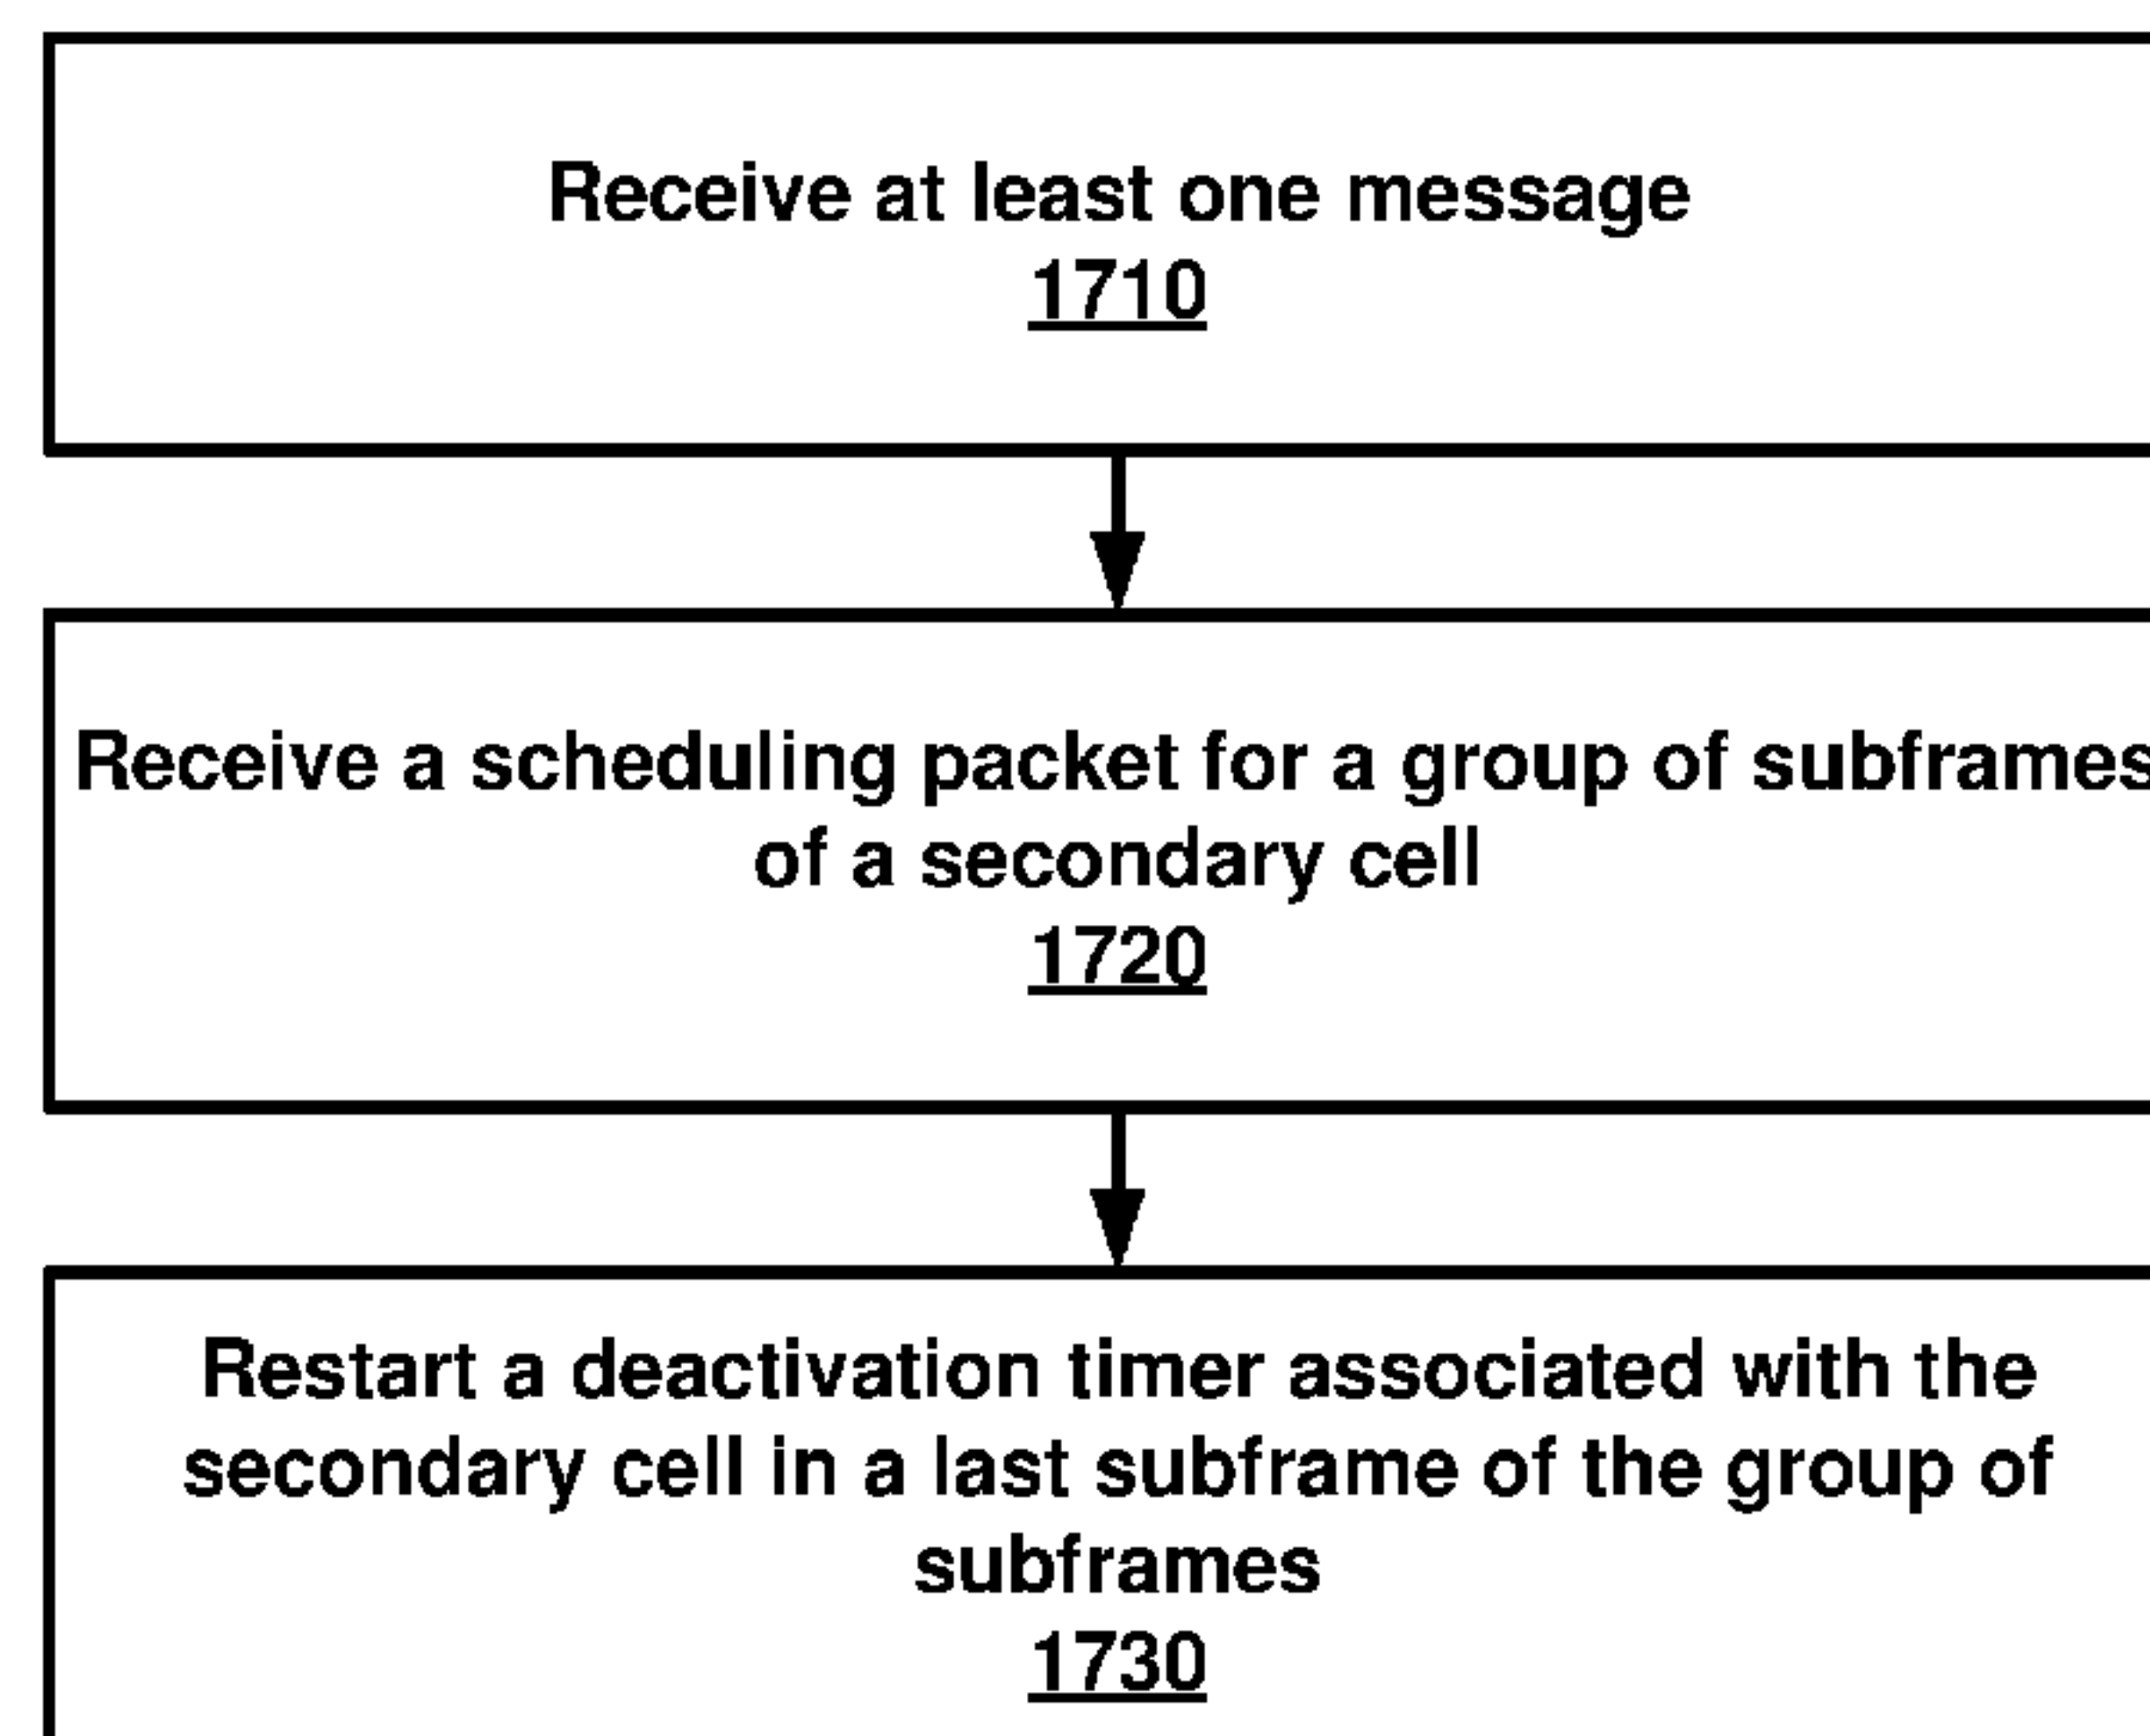 Receive at least one message
1710
Receive a scheduling packet for a group of subframes
of a secondary cell
1720
Restart a deactivation timer associated with the
secondary cell in a last subframe of the group of
subframes
1730